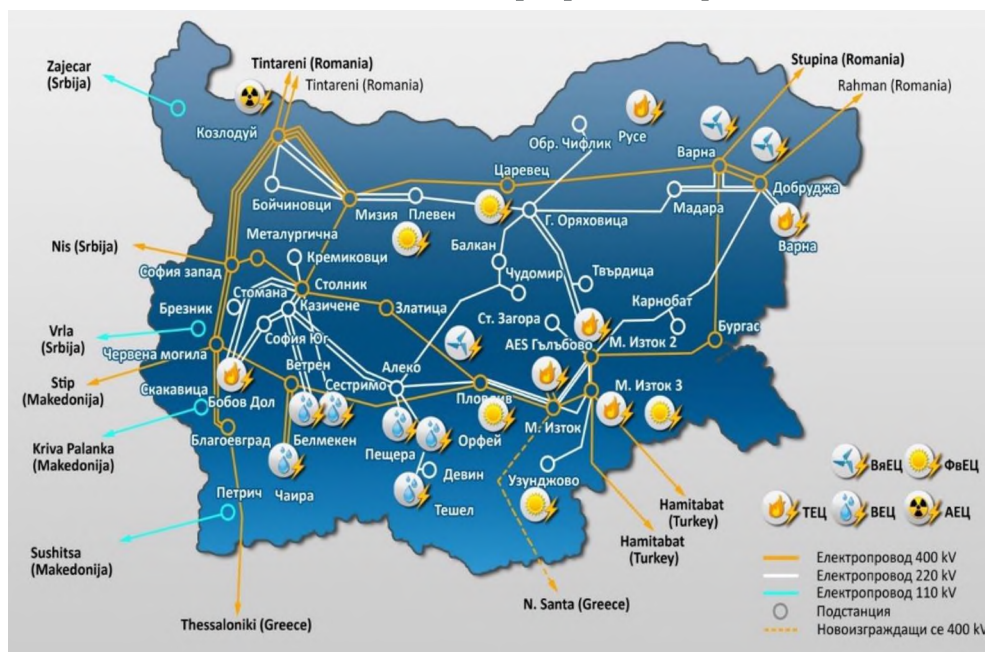 Zajecar
(Srbija)
Tintareni (Romania)
Tintareni (Romania)
Stupina (Romania)
Rahman (Romania)
Козлодуй
Обр. Чифлик
Русе
Варна
Царевец
Добруджа
Бойчиновци
Мизия
Плевен
Г. Оряховица
Мадара
Варна
Металургична
Nis (Srbija)
Кремиковци
Балкан
София запад
Столник
Чудомир
Твърдица
Стомана
Казичене
Златица
Карнобат
Брезник
Ст. Загора
Бургас
Vrla
(Srbija)
София Юг
AES Гълъбово
М. Изток 2
Червена могила
Ветрен
Алеко
Stip
(Makedonija)
Скакавица
Сестримо
М. Изток 3
Бобов Дол
Пловдив
Благоевград
Белмекен
Пещера
Орфей
М. Изток
Kriva Palanka
(Makedonija)
Девин
Узунджово
ВяЕЦ
ФвЕЦ
Петрич
Чаира
Тешел
Hamitabat
(Turkey)
ТЕЦ
ВЕЦ
АЕЦ
Sushitsa
(Makedonija)
Hamitabat
(Turkey)
Електропровод 400 kV
Електропровод 220 kV
Електропровод 110 kV
N. Santa (Greece)
Подстанция
Thessaloniki (Greece)
Новоизграждащи се 400 kV